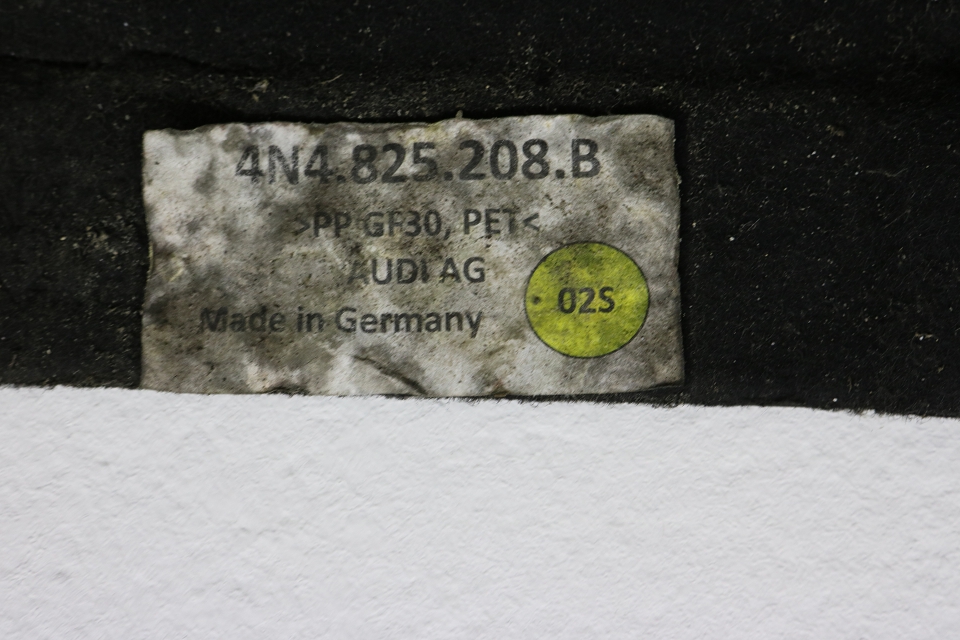 4N4.825.208.B
>PP GF30, PET<
AUDI AG
Made in Germany
02S